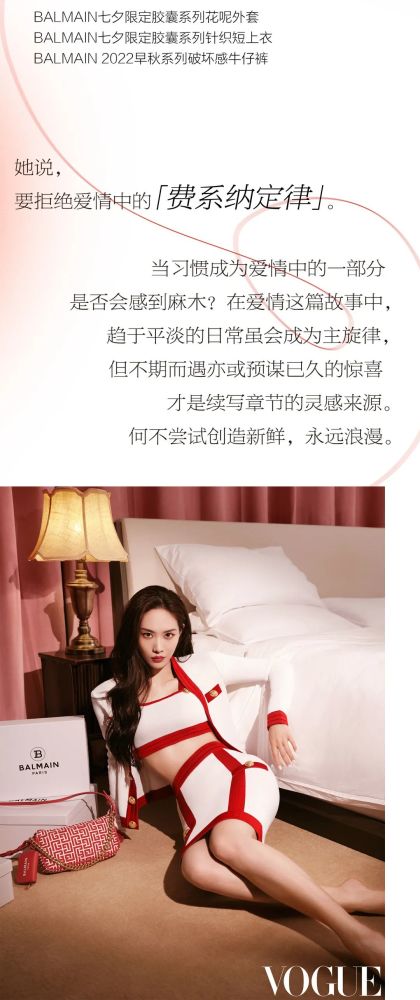 BALMAIN七夕限定胶囊系列花呢外套
BALMAIN七夕限定胶囊系列针织短上衣
BALMAIN 2022早秋系列破坏感牛仔裤
她说，
要拒绝爱情中的「费系纳定律」。
当习惯成为爱情中的一部分
是否会感到麻木？在爱情这篇故事中，
趋于平淡的日常虽会成为主旋律，
但不期而遇亦或预谋已久的惊喜
才是续写章节的灵感来源。
何不尝试创造新鲜，永远浪漫。
B
BALMAIN
PARIS
VOGUE